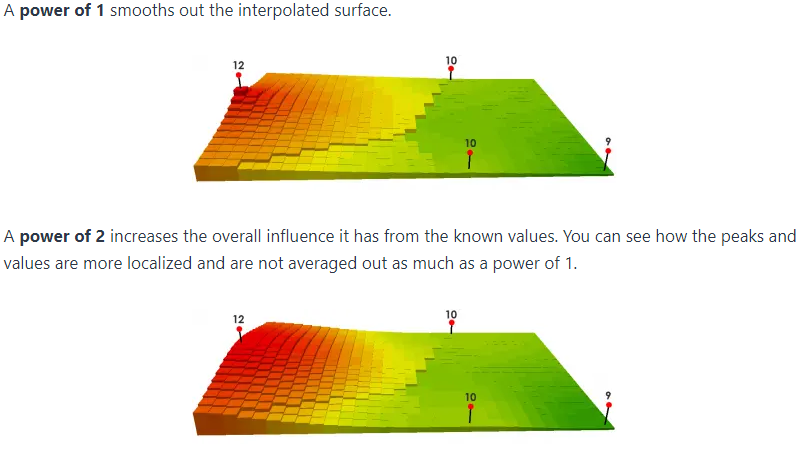 A power of 1 smooths out the interpolated surface.
12
10
10
9
A power of 2 increases the overall influence it has from the known values. You can see how the peaks and
values are more localized and are not averaged out as much as a power of 1.
12
10
10
9